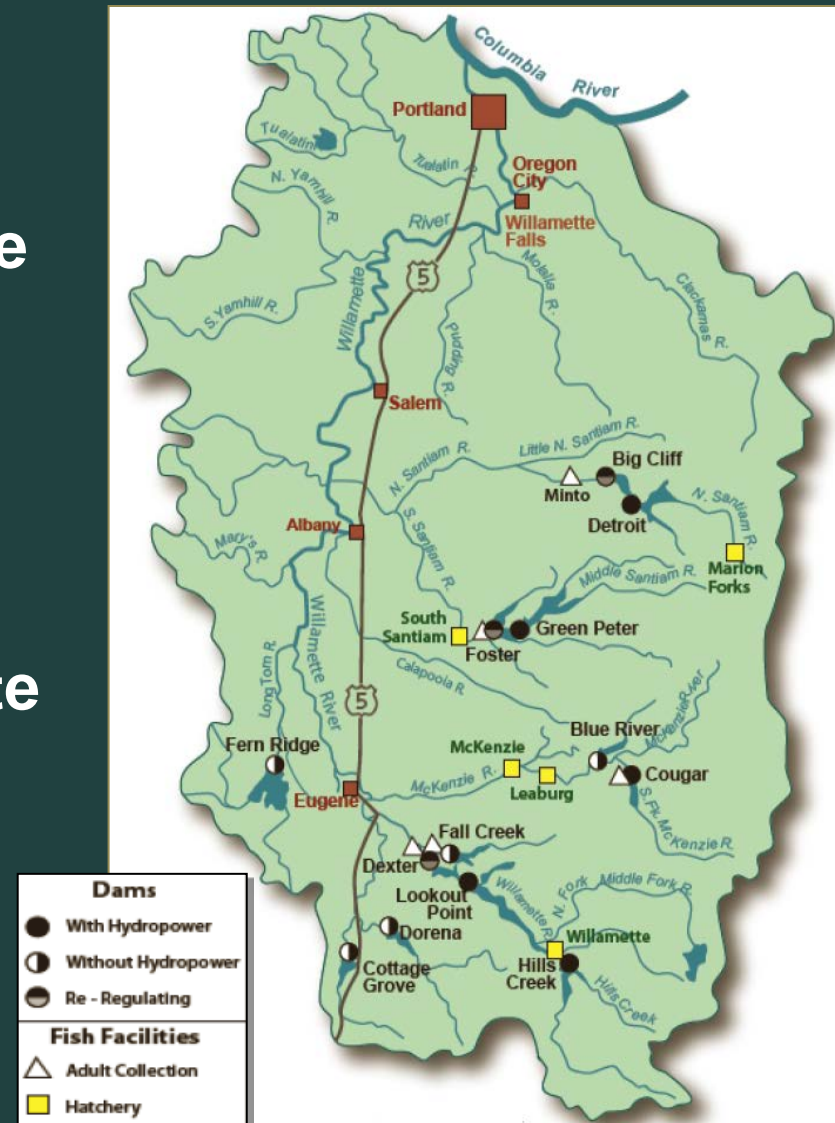 e
te
Columbia River
Portland
Tualatin
Tualatin R.
Oregon
City
N. Yamhill R.
Willamette
Falls
River
5
Molalla R.
Clackamas R.
S. Yamhill R.
Willamette
Pudding R.
Salem
Little N. Santiam R.
N. Santiam R.
Big Cliff
Minto
N. Santiam R.
Detroit
S. Santiam R.
Albany
Mary's R.
Marion
Forks
Middle Santiam R.
South
Santiam
Green Peter
Foster
Willamette River
Long Tom R.
Calapooia R.
5
McKenzie River
Blue River
Fern Ridge
McKenzie
McKenzie R.
Cougar
Leaburg
Eugene
S. Fk. McKenzie R.
Fall Creek
Dexter
Lookout
Point
Willamette R.
N. Fork Middle Fork R.
Dorena
Willamette
Cottage
Grove
Hills
Creek
Hills Creek
Dams
With Hydropower
Without Hydropower
Re - Regulating
Fish Facilities
Adult Collection
Hatchery